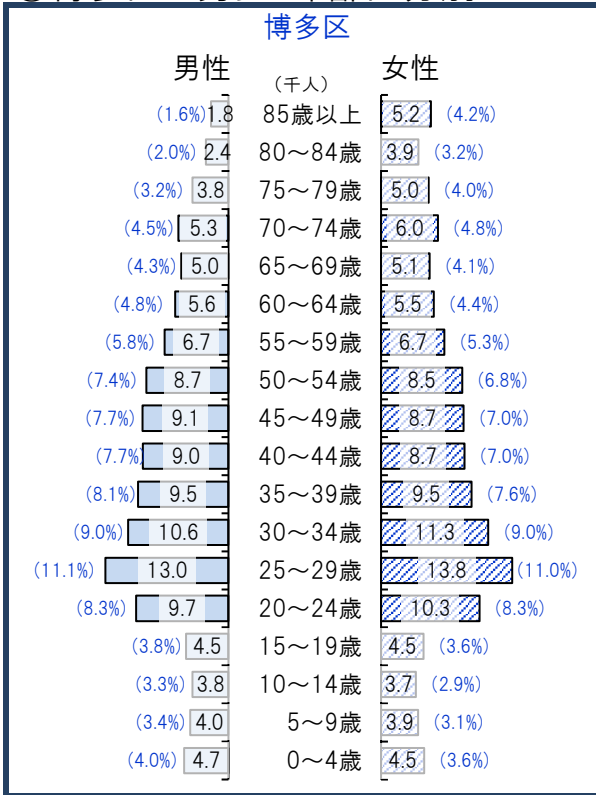 博多区
男性 (千人) 女性
(1.6%) 1.8 85歳以上 5.2 (4.2%)
(2.0%) 2.4 80～84歳 3.9 (3.2%)
(3.2%) 3.8 75～79歳 5.0 (4.0%)
(4.5%) 5.3 70～74歳 6.0 (4.8%)
(4.3%) 5.0 65～69歳 5.1 (4.1%)
(4.8%) 5.6 60～64歳 5.5 (4.4%)
(5.8%) 6.7 55～59歳 6.7 (5.3%)
(7.4%) 8.7 50～54歳 8.5 (6.8%)
(7.7%) 9.1 45～49歳 8.7 (7.0%)
(7.7%) 9.0 40～44歳 8.7 (7.0%)
(8.1%) 9.5 35～39歳 9.5 (7.6%)
(9.0%) 10.6 30～34歳 11.3 (9.0%)
(11.1%) 13.0 25～29歳 13.8 (11.0%)
(8.3%) 9.7 20～24歳 10.3 (8.3%)
(3.8%) 4.5 15～19歳 4.5 (3.6%)
(3.3%) 3.8 10～14歳 3.7 (2.9%)
(3.4%) 4.0 5～9歳 3.9 (3.1%)
(4.0%) 4.7 0～4歳 4.5 (3.6%)